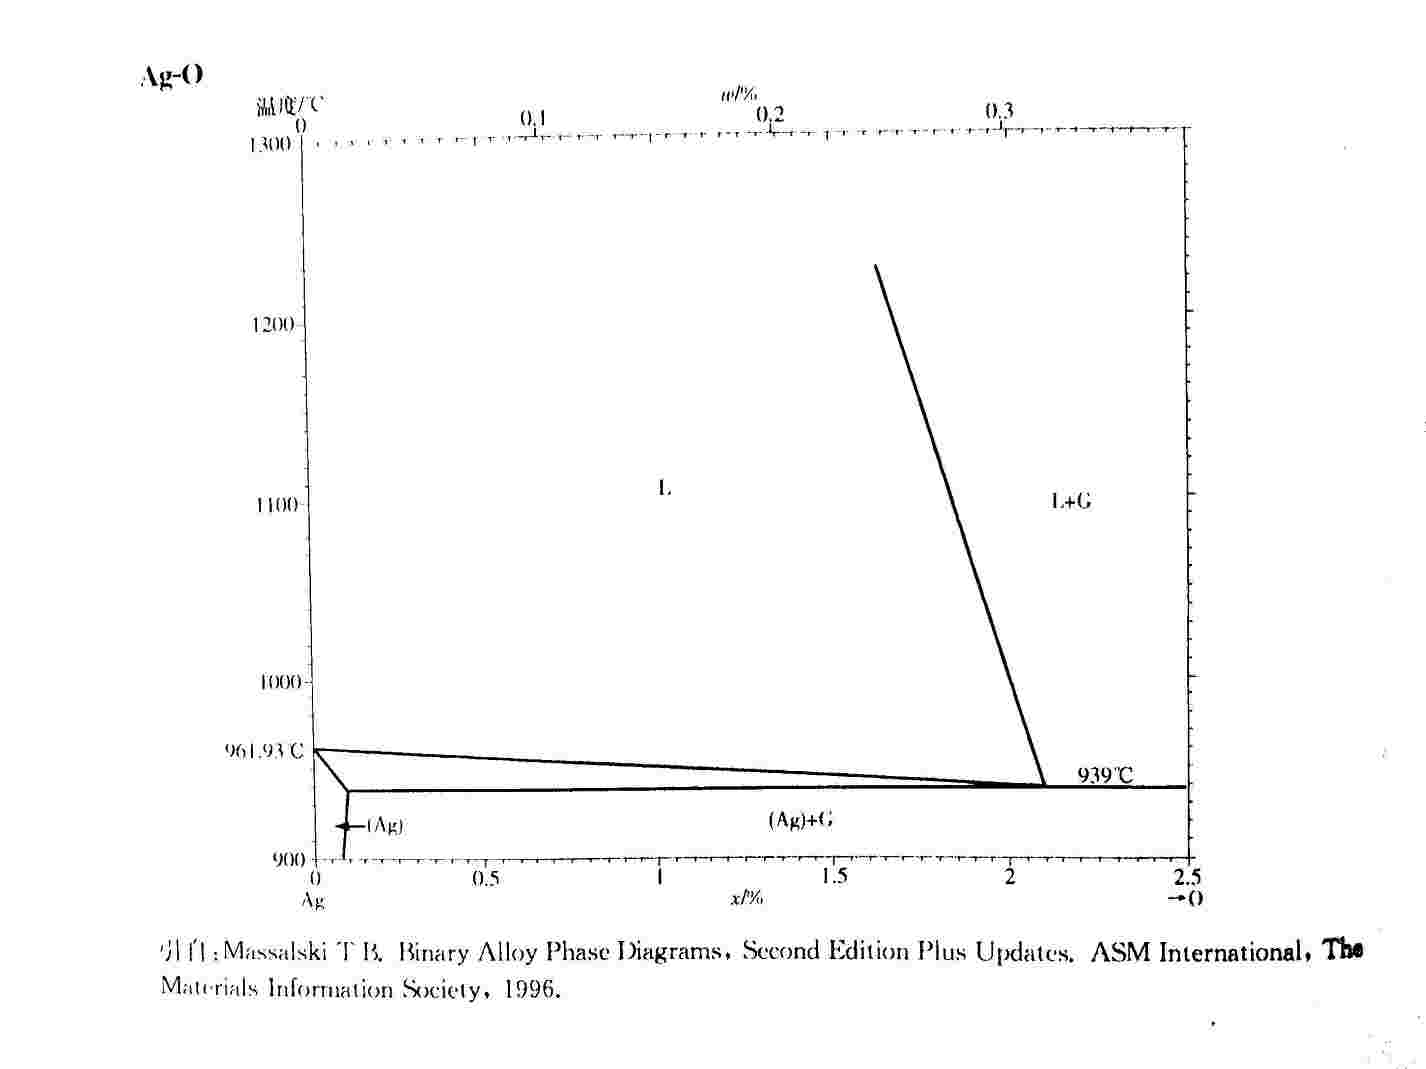 Ag-O
温度/℃
w/%
0 0.1 0.2 0.3
1300
1200
1100
L
L+G
1000
961.93℃
939℃
(Ag)
(Ag)+G
900
0 0.5 1 1.5 2 2.5
Ag x/% →O
引自:Massalski T B. Binary Alloy Phase Diagrams, Second Edition Plus Updates. ASM International, The
Materials Information Society, 1996.